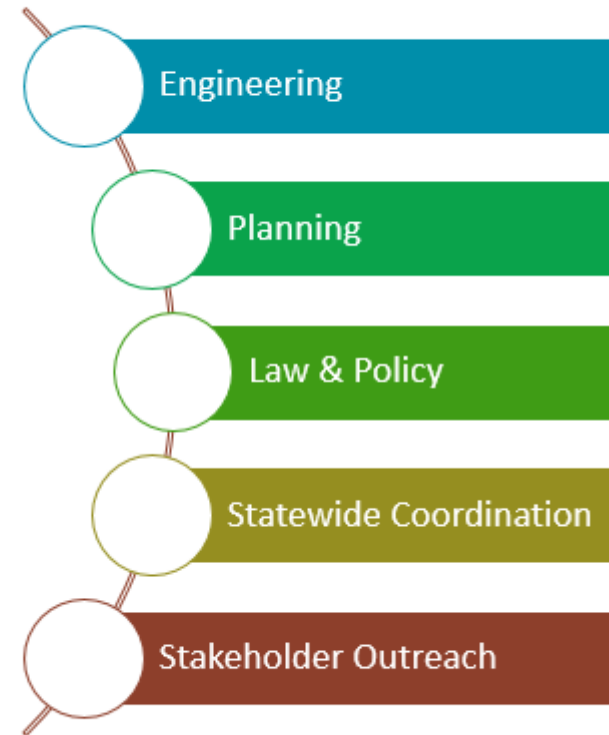 Engineering
Planning
Law & Policy
Statewide Coordination
Stakeholder Outreach